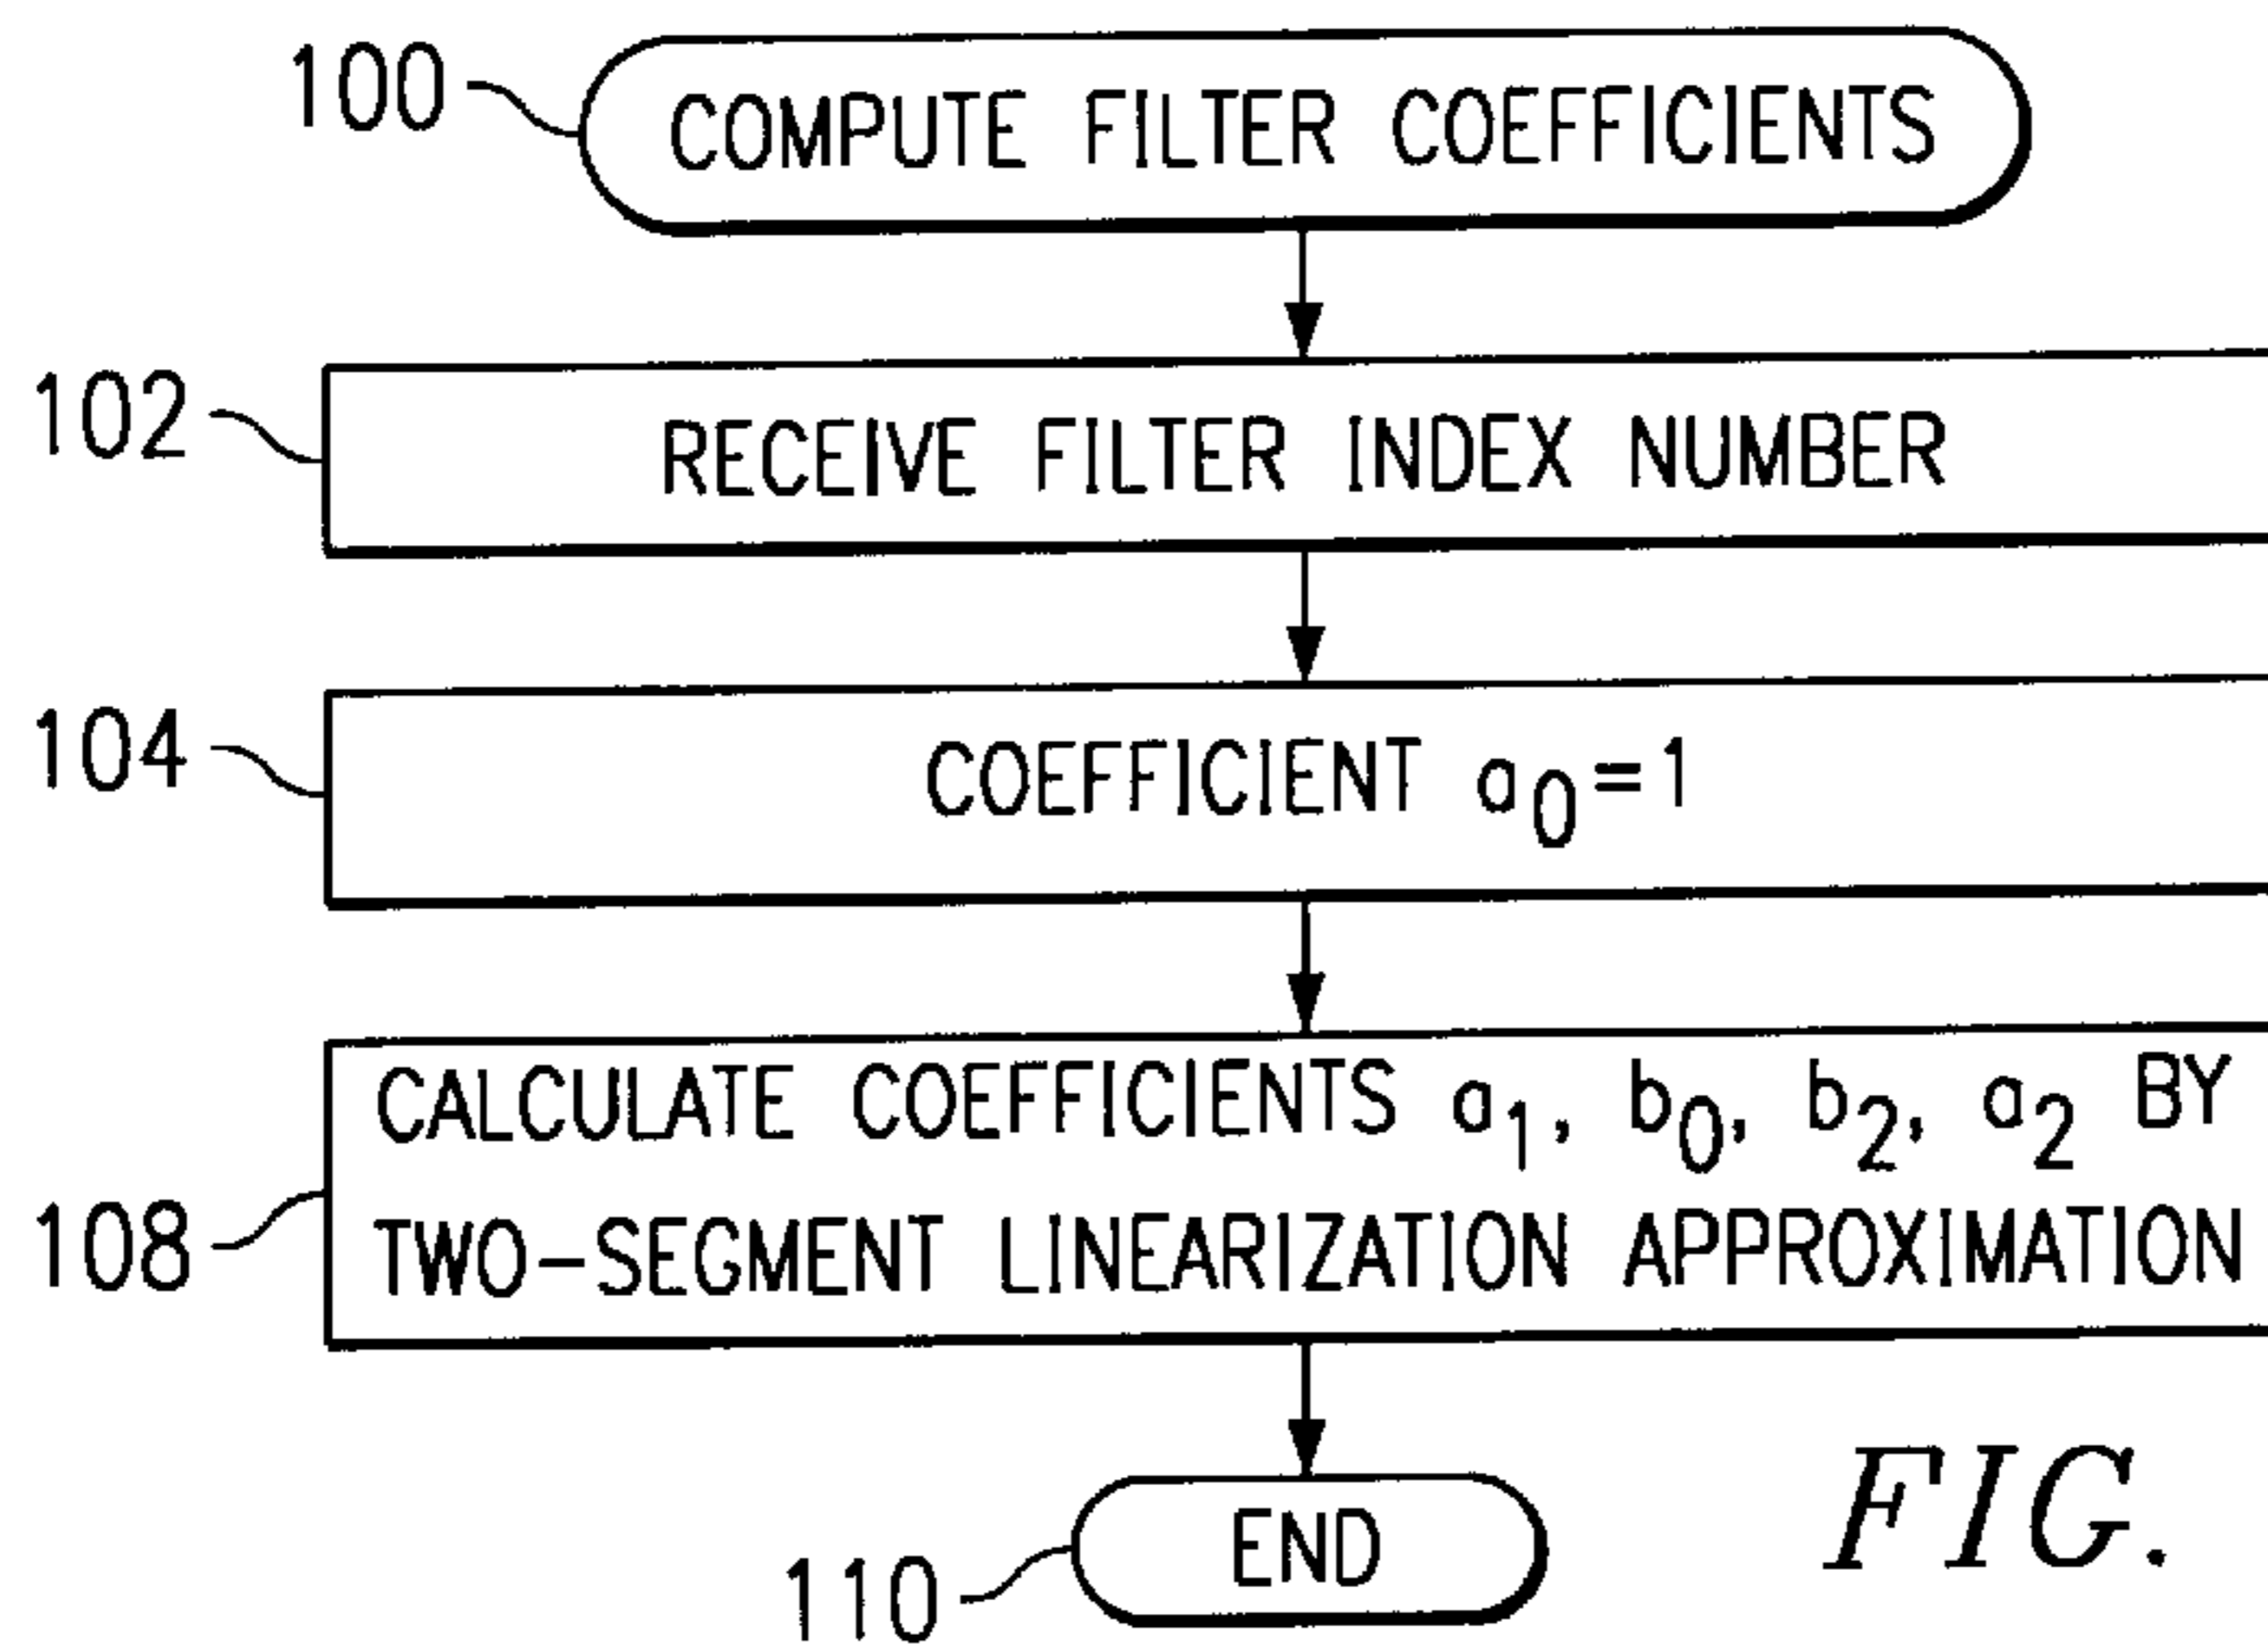 100 COMPUTE FILTER COEFFICIENTS
102 RECEIVE FILTER INDEX NUMBER
104 COEFFICIENT a₀=1
CALCULATE COEFFICIENTS a₁, b₀, b₂, a₂ BY
108 TWO-SEGMENT LINEARIZATION APPROXIMATION
110 END
FIG.